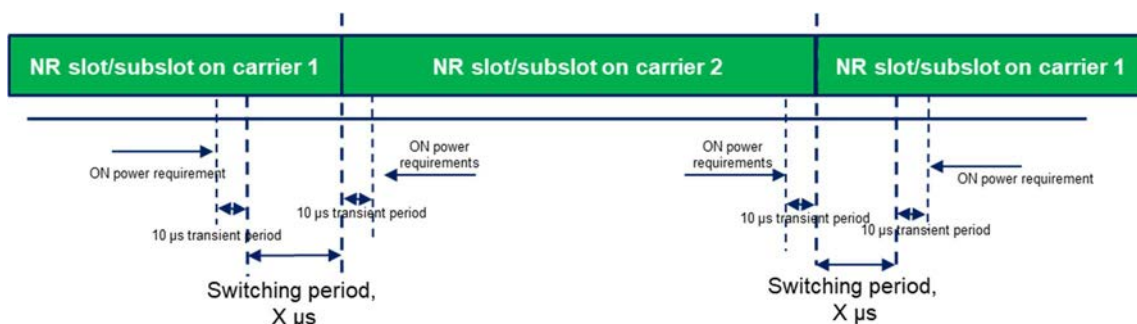 NR slot/subslot on carrier 1
NR slot/subslot on carrier 2
NR slot/subslot on carrier 1
ON power requirement
10 µs transient period
Switching period,
X µs
ON power
requirements
10 µs transient period
ON power
requirements
10 µs transient period
Switching period,
X µs
ON power requirement
10 µs transient period